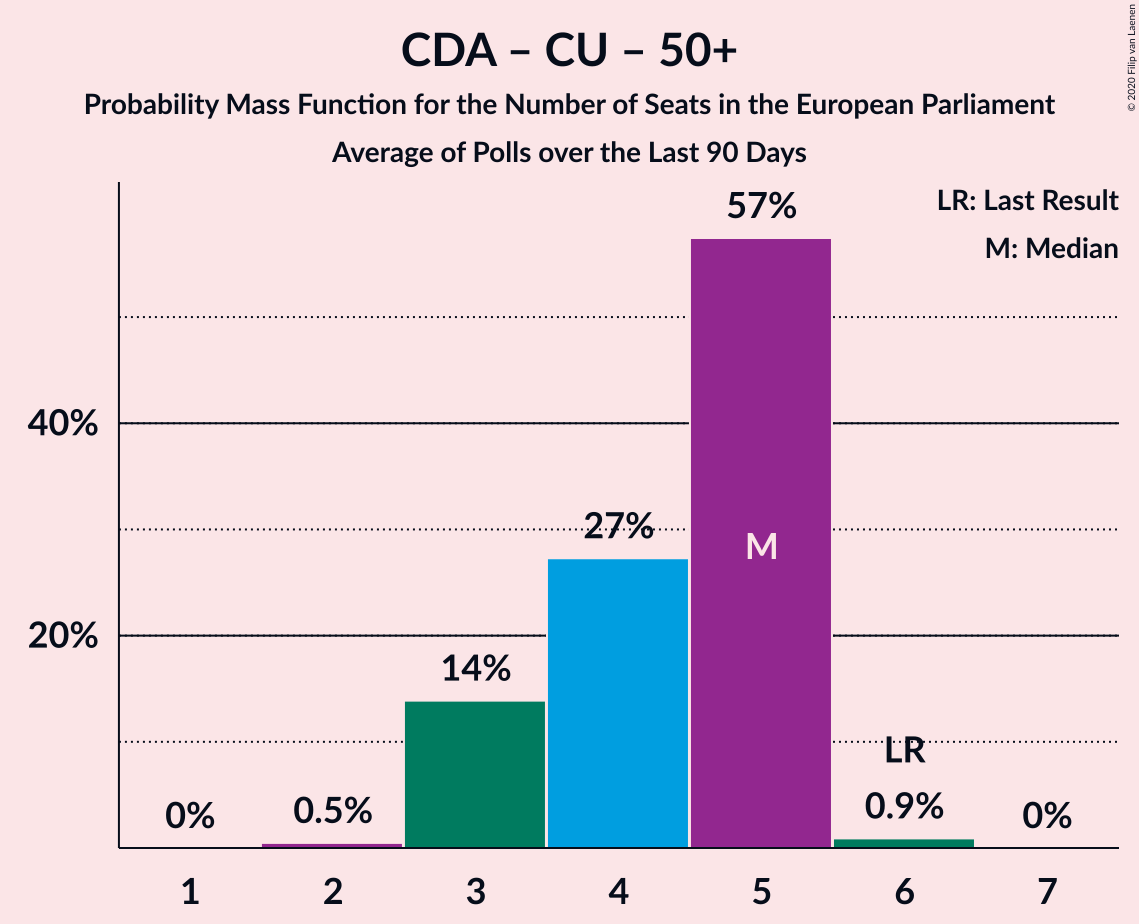 CDA – CU – 50+
Probability Mass Function for the Number of Seats in the European Parliament
Average of Polls over the Last 90 Days
© 2020 Filip van Laenen
LR: Last Result
M: Median
57%
40%
27%
M
20%
14%
LR
0%
0.5%
0.9%
0%
1
2
3
4
5
6
7